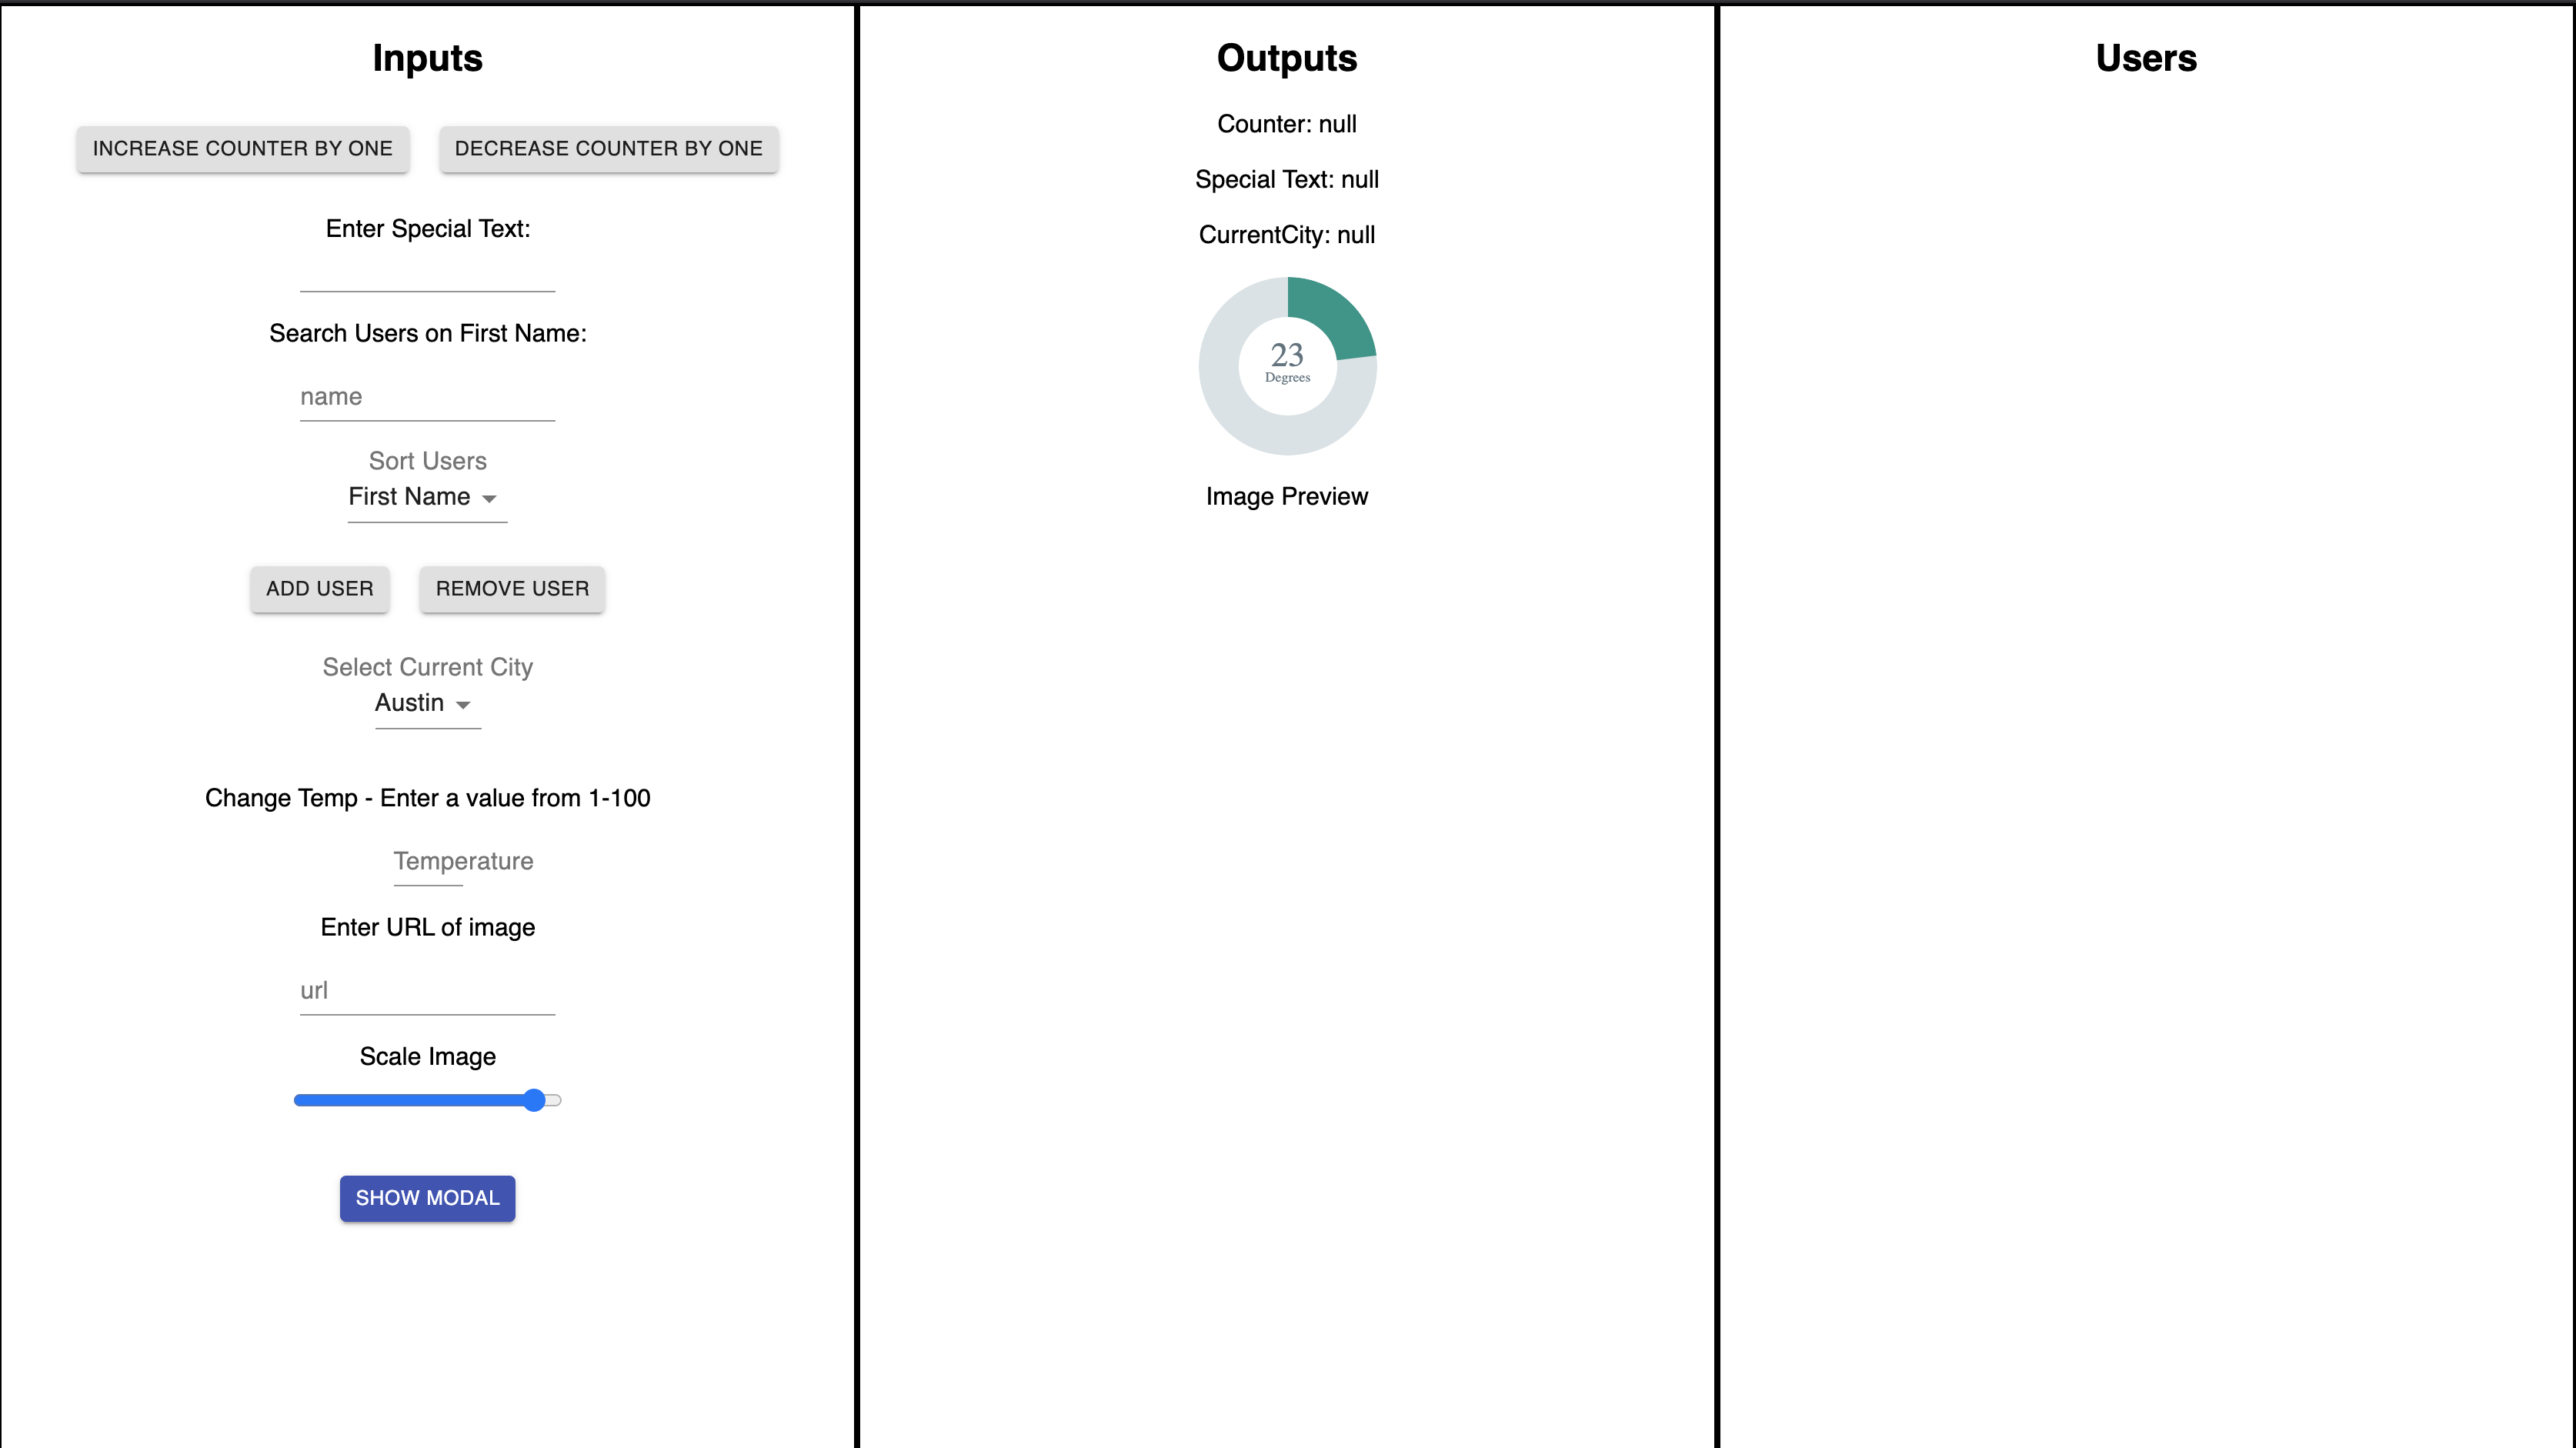 Inputs
INCREASE COUNTER BY ONE
DECREASE COUNTER BY ONE
Enter Special Text:
Search Users on First Name:
name
Sort Users
First Name
ADD USER
REMOVE USER
Select Current City
Austin
Change Temp - Enter a value from 1-100
Temperature
Enter URL of image
url
Scale Image
SHOW MODAL
Outputs
Counter: null
Special Text: null
CurrentCity: null
23
Degrees
Image Preview
Users